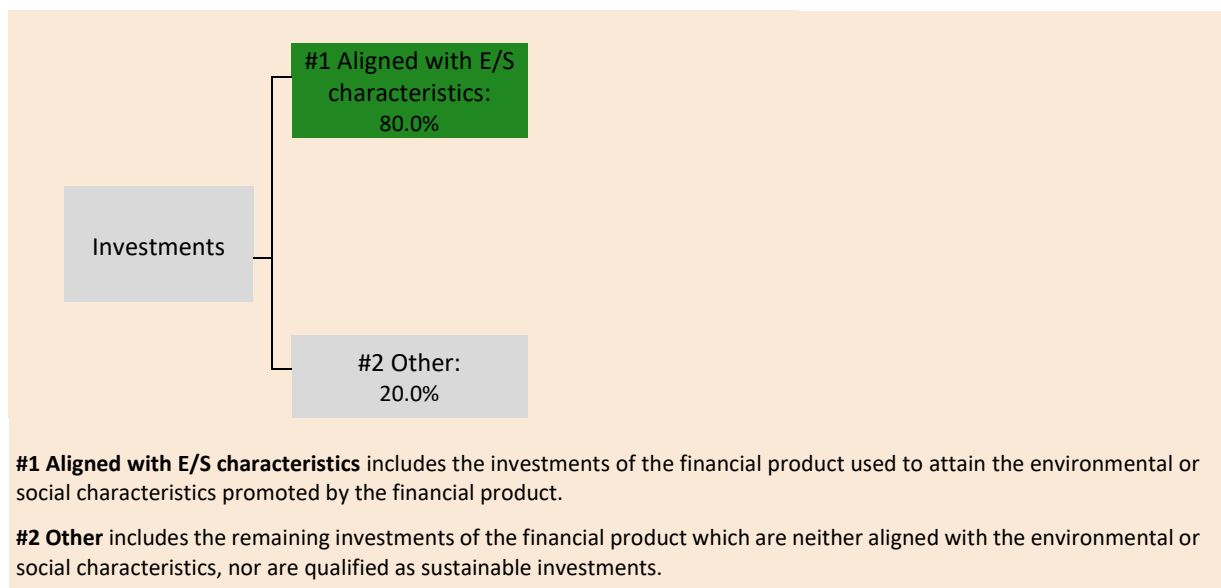 #1 Aligned with E/S
characteristics:
80.0%
Investments
#2 Other:
20.0%
#1 Aligned with E/S characteristics includes the investments of the financial product used to attain the environmental or
social characteristics promoted by the financial product.
#2 Other includes the remaining investments of the financial product which are neither aligned with the environmental or
social characteristics, nor are qualified as sustainable investments.